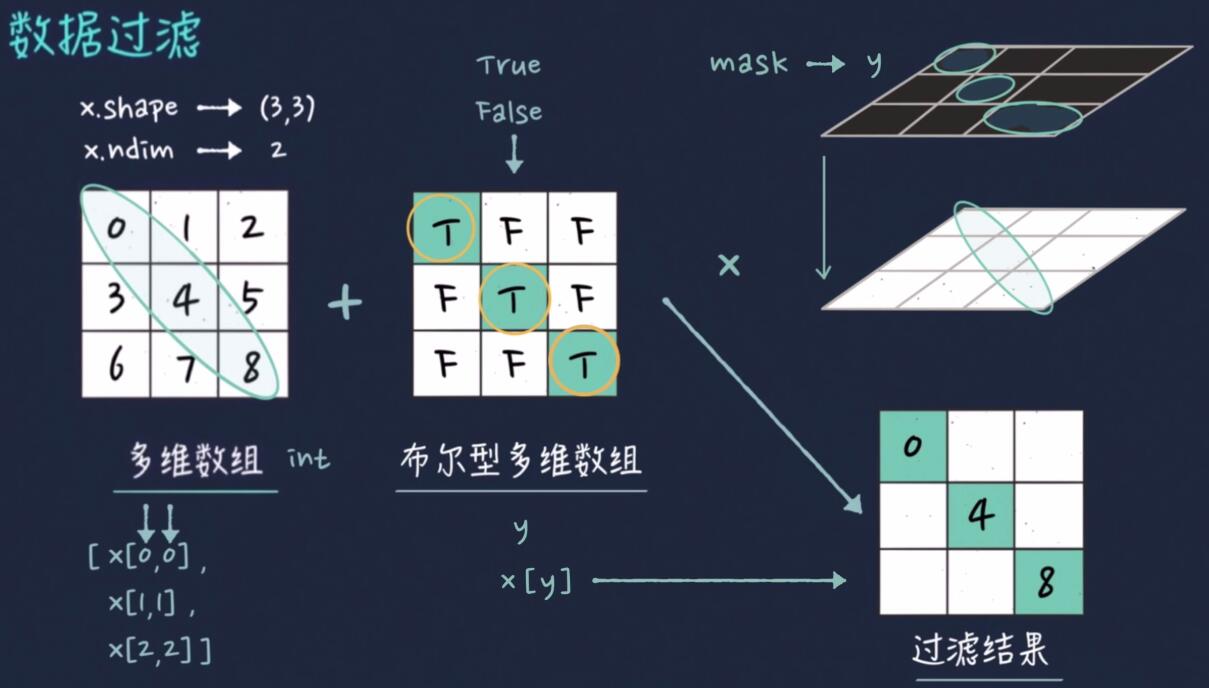 数据过滤
x.shape → (3,3)
x.ndim → 2
0 1 2
3 4 5
6 7 8
多维数组 int
[ x[0,0] ,
x[1,1] ,
x[2,2] ]
+
True
False
T F F
F T F
F F T
布尔型多维数组
y
x[y]
mask → y
x
0
4
8
过滤结果